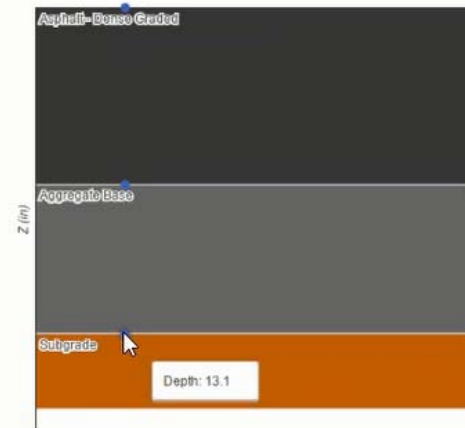 Asphalt - Dense Graded
Aggregate Base
Z (in)
Subgrade
Depth: 13.1